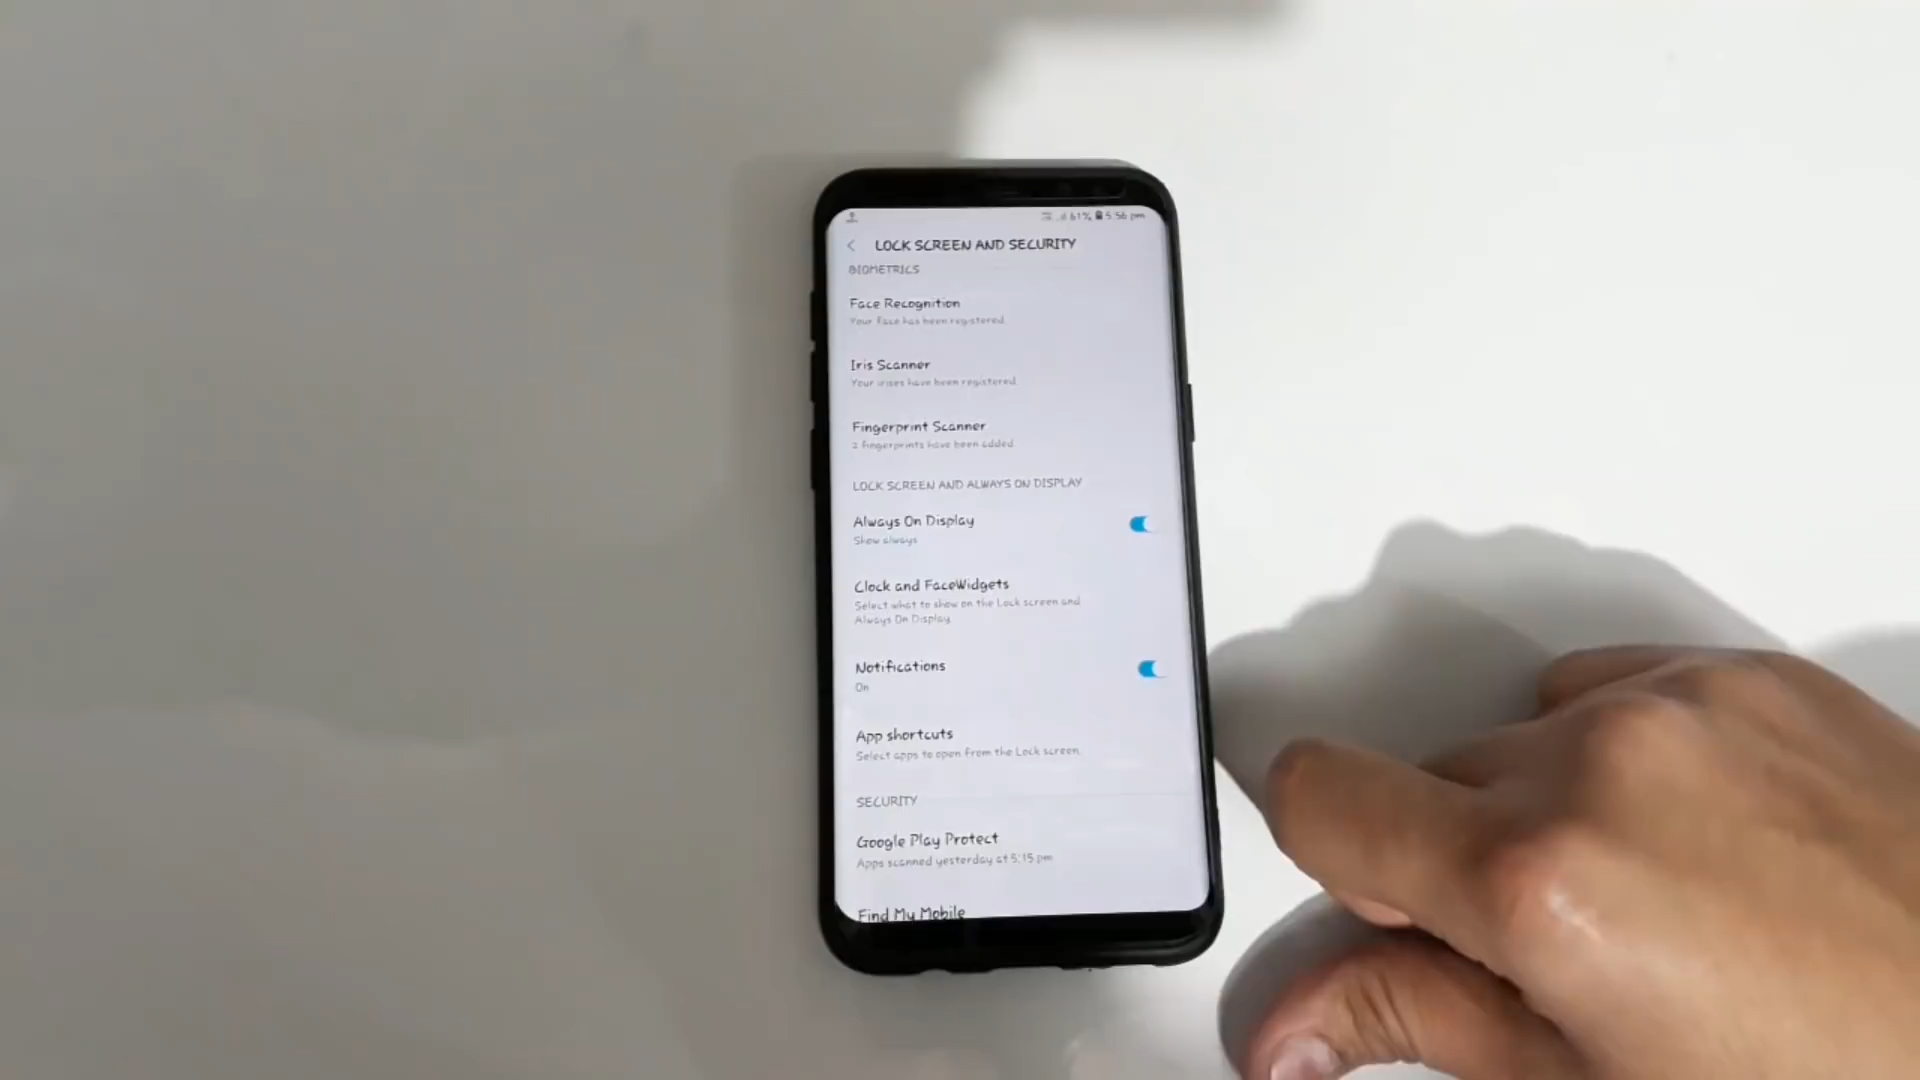 61% 5:56 pm
LOCK SCREEN AND SECURITY
BIOMETRICS
Face Recognition
Your face has been registered.
Iris Scanner
Your irises have been registered.
Fingerprint Scanner
2 fingerprints have been added.
LOCK SCREEN AND ALWAYS ON DISPLAY
Always On Display
Show always
Clock and FaceWidgets
Select what to show on the Lock screen and
Always On Display.
Notifications
On
App shortcuts
Select apps to open from the Lock screen.
SECURITY
Google Play Protect
Apps scanned yesterday at 5:15 pm
Find My Mobile